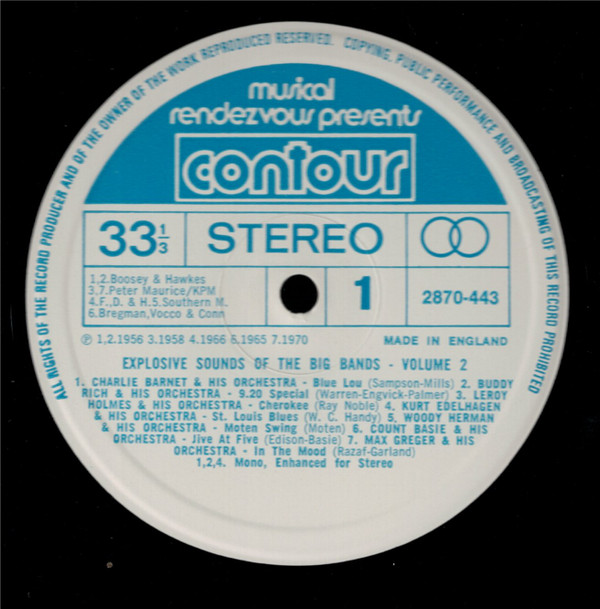 ALL RIGHTS OF THE RECORD PRODUCER AND OF THE OWNER OF THE WORK REPRODUCED RESERVED. COPYING, PUBLIC PERFORMANCE AND BROADCASTING OF THIS RECORD PROHIBITED
musical
rendezvous presents
contour
33 1/3
STEREO
1,2.Boosey & Hawkes
3,7.Peter Maurice/KPM
4.F., D. & H.5.Southern M.
6.Bregman,Vocco & Conn
1
2870-443
℗ 1,2.1956 3.1958 4.1966 6.1965 7.1970
MADE IN ENGLAND
EXPLOSIVE SOUNDS OF THE BIG BANDS - VOLUME 2
1. CHARLIE BARNET & HIS ORCHESTRA - Blue Lou (Sampson-Mills) 2. BUDDY
RICH & HIS ORCHESTRA - 9.20 Special (Warren-Engvick-Palmer) 3. LEROY
HOLMES & HIS ORCHESTRA - Cherokee (Ray Noble) 4. KURT EDELHAGEN
& HIS ORCHESTRA - St. Louis Blues (W. C. Handy) 5. WOODY HERMAN
& HIS ORCHESTRA - Moten Swing (Moten) 6. COUNT BASIE & HIS
ORCHESTRA - Jive At Five (Edison-Basie) 7. MAX GREGER & HIS
ORCHESTRA - In The Mood (Razaf-Garland)
1,2,4. Mono, Enhanced for Stereo